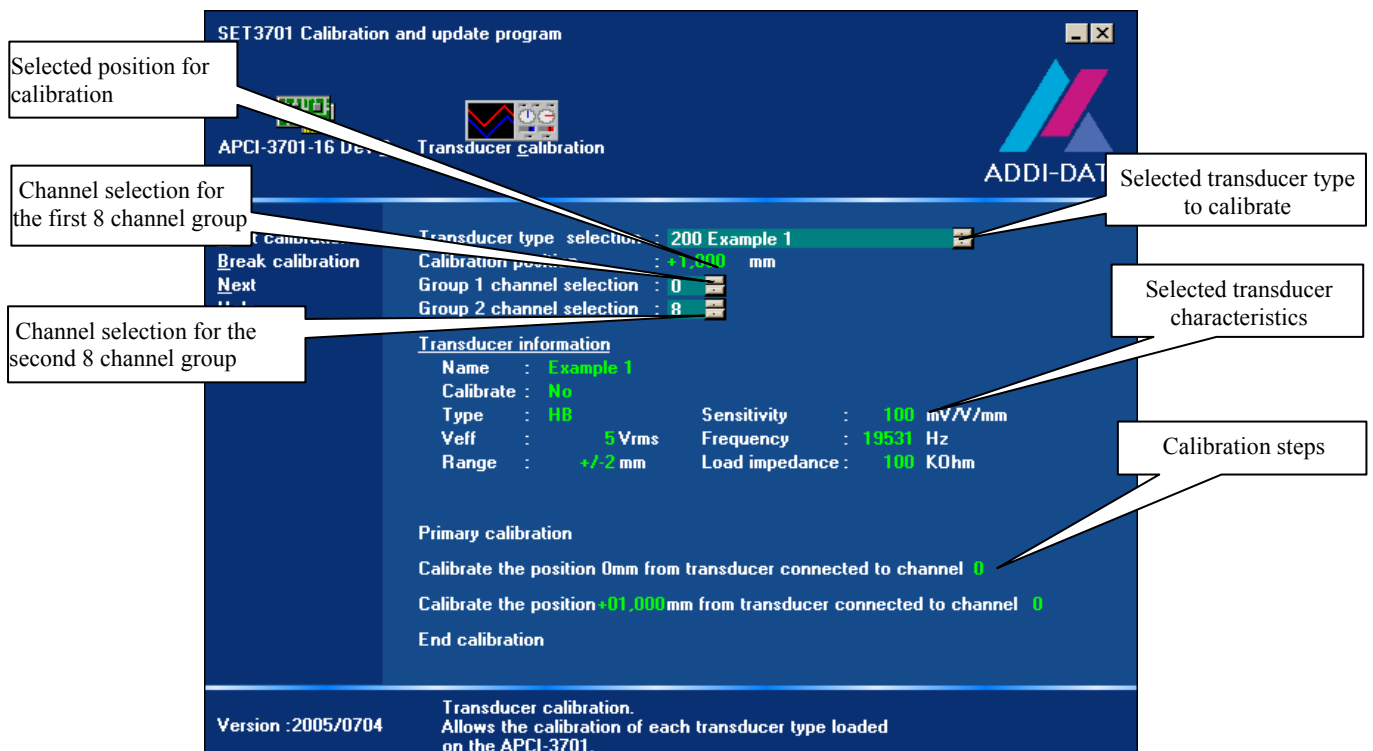 SET3701 Calibration and update program
Selected position for
calibration
APCI-3701-16
Transducer calibration
ADDI-DAT
Selected transducer type
to calibrate
Channel selection for
the first 8 channel group
Transducer type selection : 200 Example 1
Break calibration
Calibration position : +1,000 mm
Next
Group 1 channel selection : 0
Group 2 channel selection : 8
Selected transducer
characteristics
Channel selection for the
second 8 channel group
Transducer information
Name : Example 1
Calibrate : No
Type : HB Sensitivity : 100 mV/V/mm
Veff : 5 Vrms Frequency : 19531 Hz
Range : +/-2 mm Load impedance : 100 KOhm
Calibration steps
Primary calibration
Calibrate the position 0mm from transducer connected to channel 0
Calibrate the position +01,000 mm from transducer connected to channel 0
End calibration
Version :2005/0704
Transducer calibration.
Allows the calibration of each transducer type loaded
on the APCI-3701.